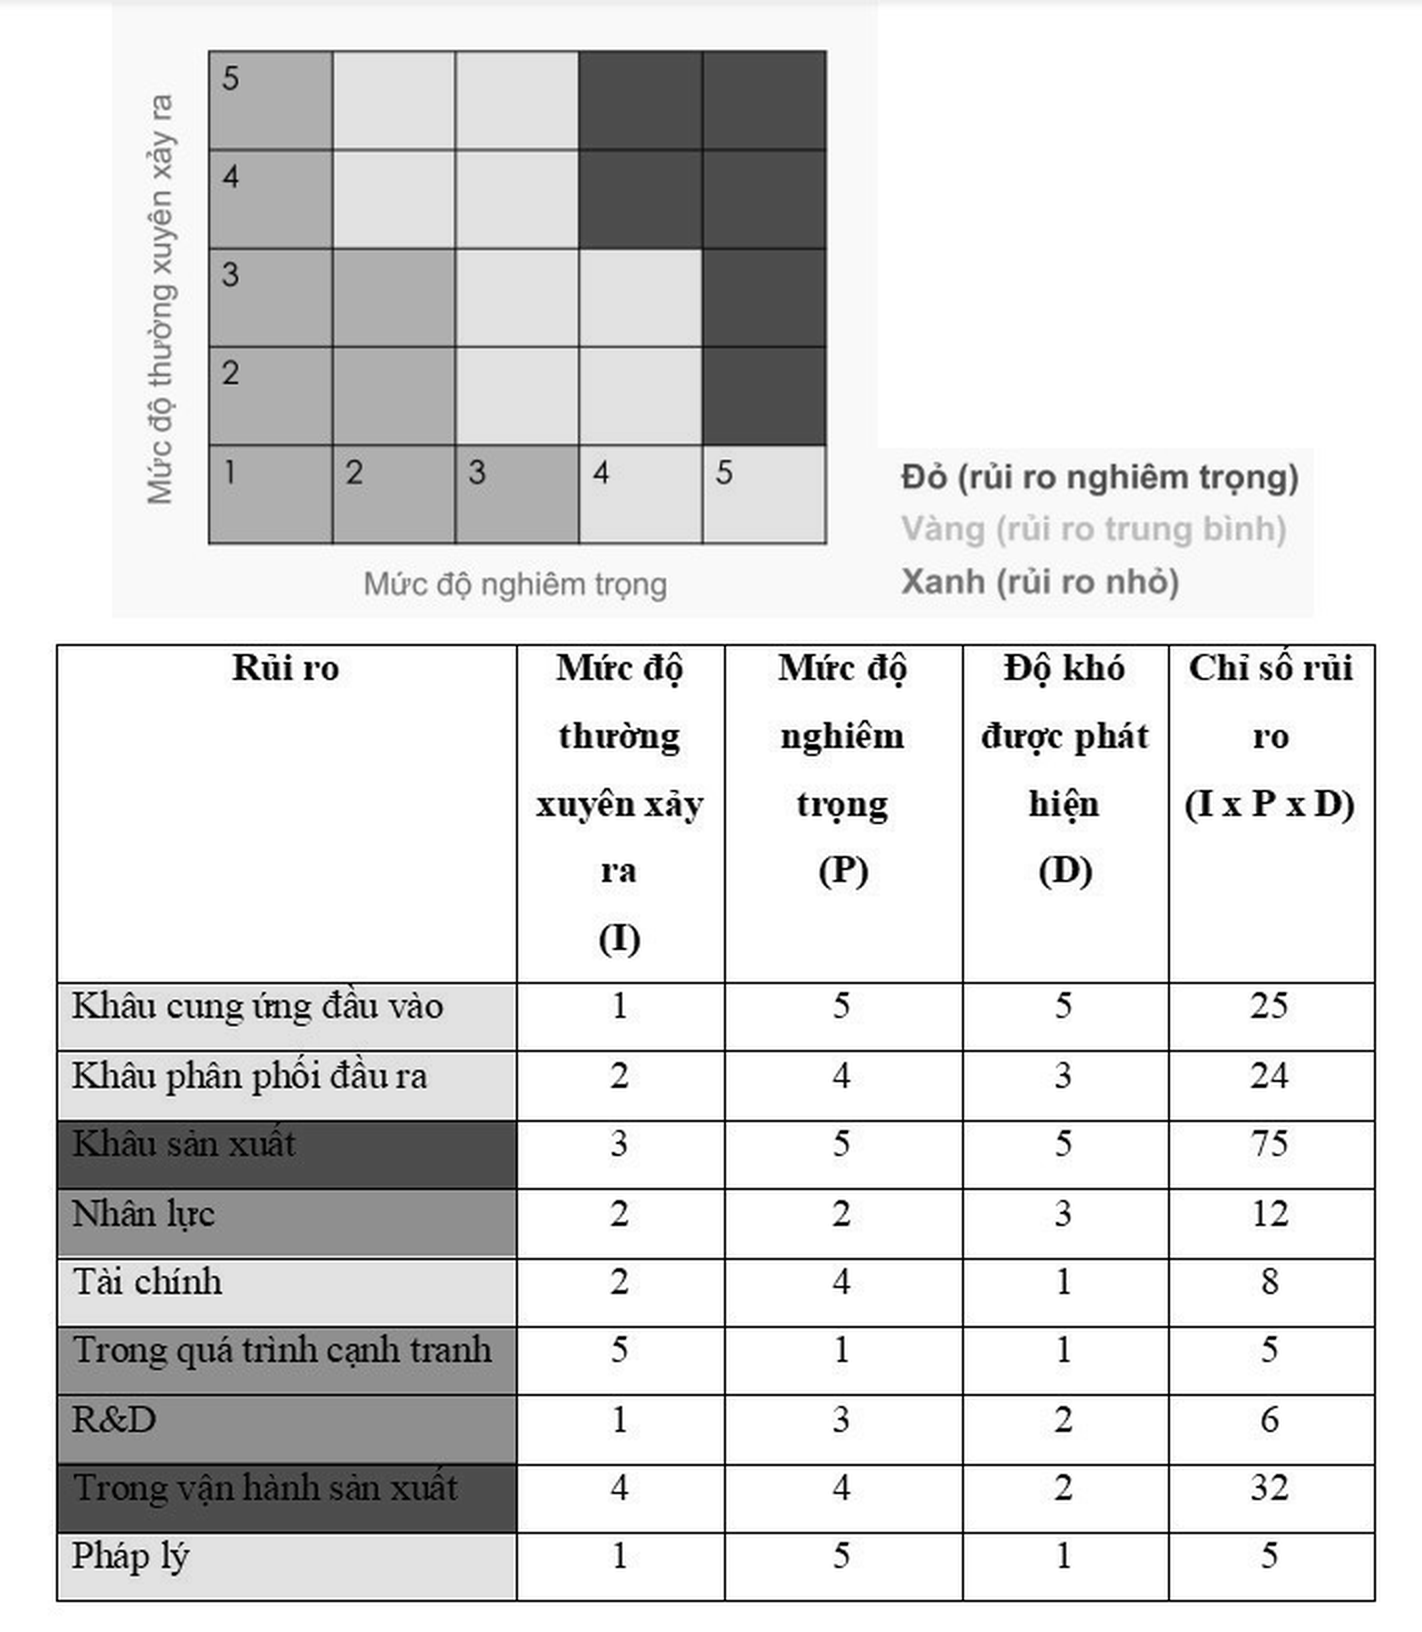 Mức độ thường xuyên xảy ra
5
4
3
2
1 2 3 4 5
Mức độ nghiêm trọng
Đỏ (rủi ro nghiêm trọng)
Vàng (rủi ro trung bình)
Xanh (rủi ro nhỏ)
Rủi ro
Mức độ
thường
xuyên xảy
ra
(I)
Mức độ
nghiêm
trọng
(P)
Độ khó
được phát
hiện
(D)
Chỉ số rủi
ro
(I x P x D)
Khâu cung ứng đầu vào 1 5 5 25
Khâu phân phối đầu ra 2 4 3 24
Khâu sản xuất 3 5 5 75
Nhân lực 2 2 3 12
Tài chính 2 4 1 8
Trong quá trình cạnh tranh 5 1 1 5
R&D 1 3 2 6
Trong vận hành sản xuất 4 4 2 32
Pháp lý 1 5 1 5